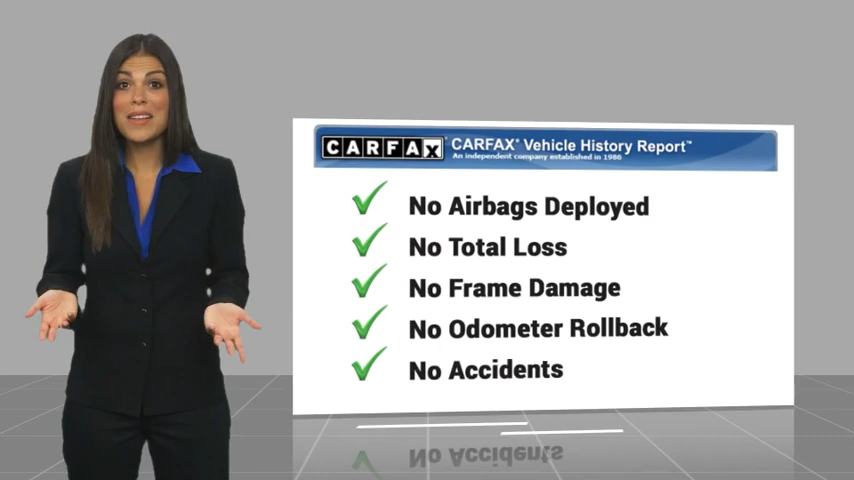 CARFAX CARFAX® Vehicle History Report™
An independent company established in 1986
No Airbags Deployed
No Total Loss
No Frame Damage
No Odometer Rollback
No Accidents
No Accidents